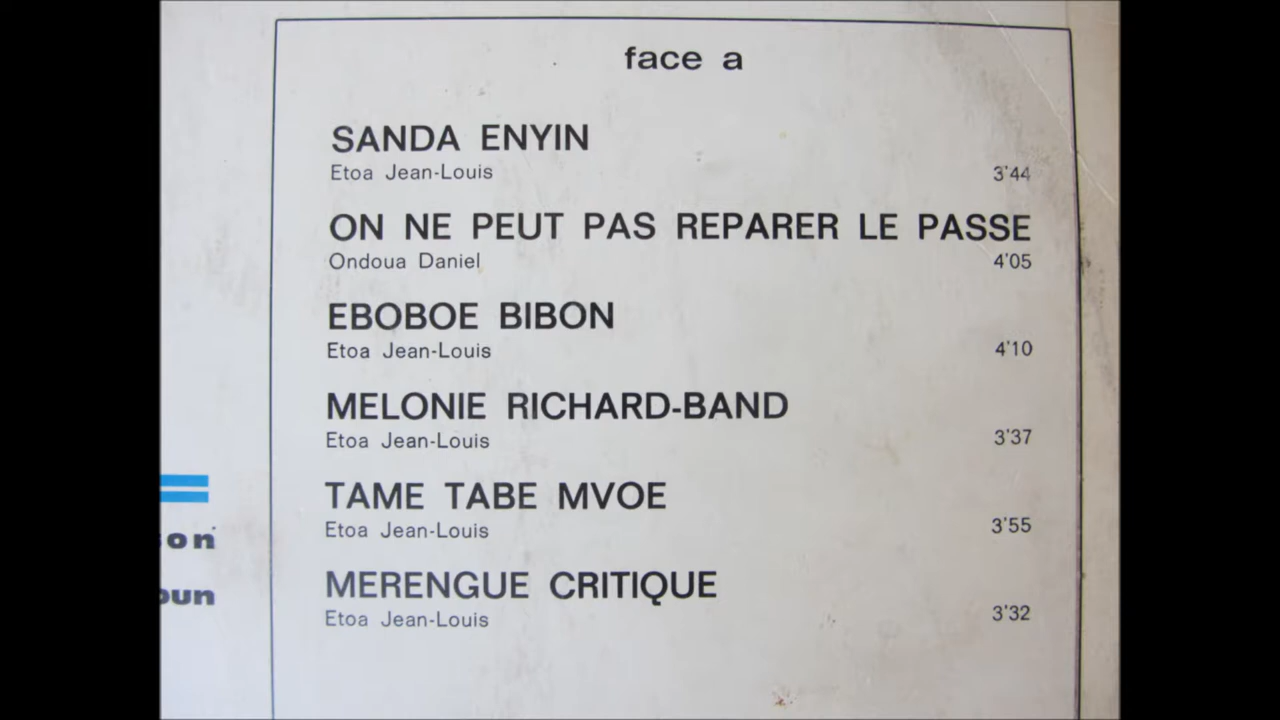 face a
SANDA ENYIN
Etoa Jean-Louis 3'44
ON NE PEUT PAS REPARER LE PASSE
Ondoua Daniel 4'05
EBOBOE BIBON
Etoa Jean-Louis 4'10
MELONIE RICHARD-BAND
Etoa Jean-Louis 3'37
TAME TABE MVOE
Etoa Jean-Louis 3'55
MERENGUE CRITIQUE
Etoa Jean-Louis 3'32